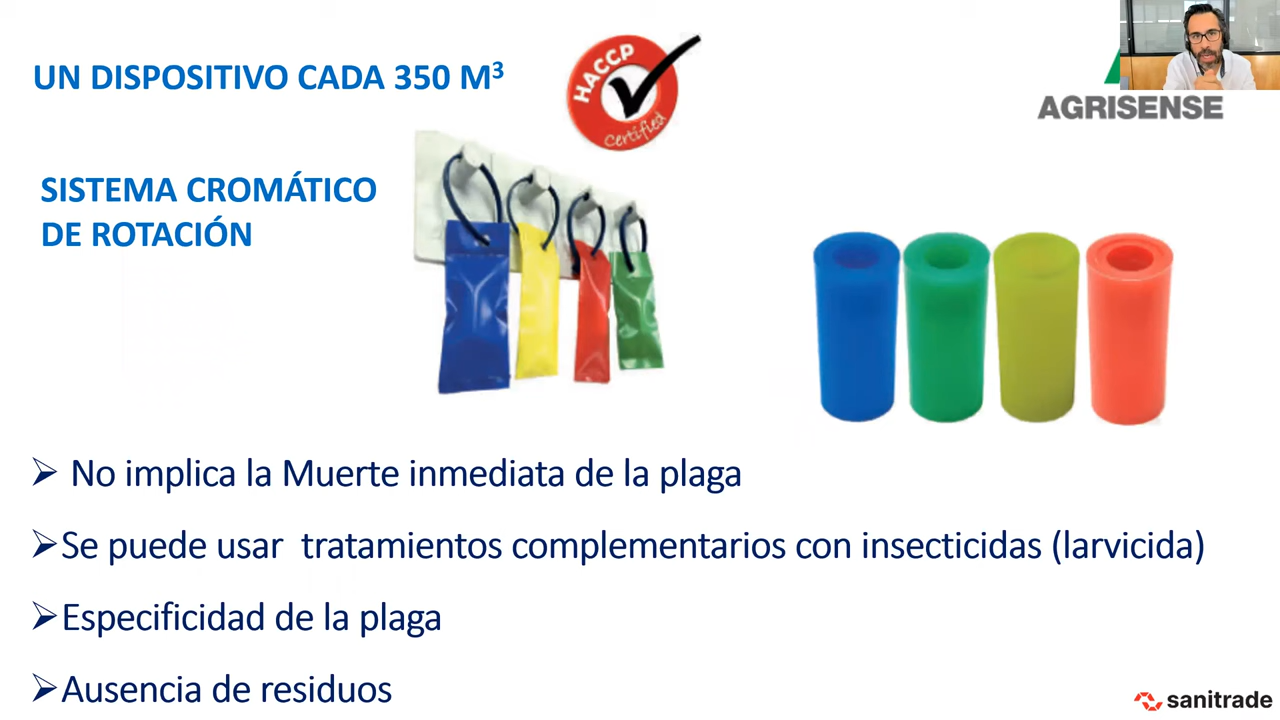 UN DISPOSITIVO CADA 350 M³
HACCP
Certified
AGRISENSE
SISTEMA CROMÁTICO
DE ROTACIÓN
No implica la Muerte inmediata de la plaga
Se puede usar tratamientos complementarios con insecticidas (larvicida)
Especificidad de la plaga
Ausencia de residuos
sanitrade